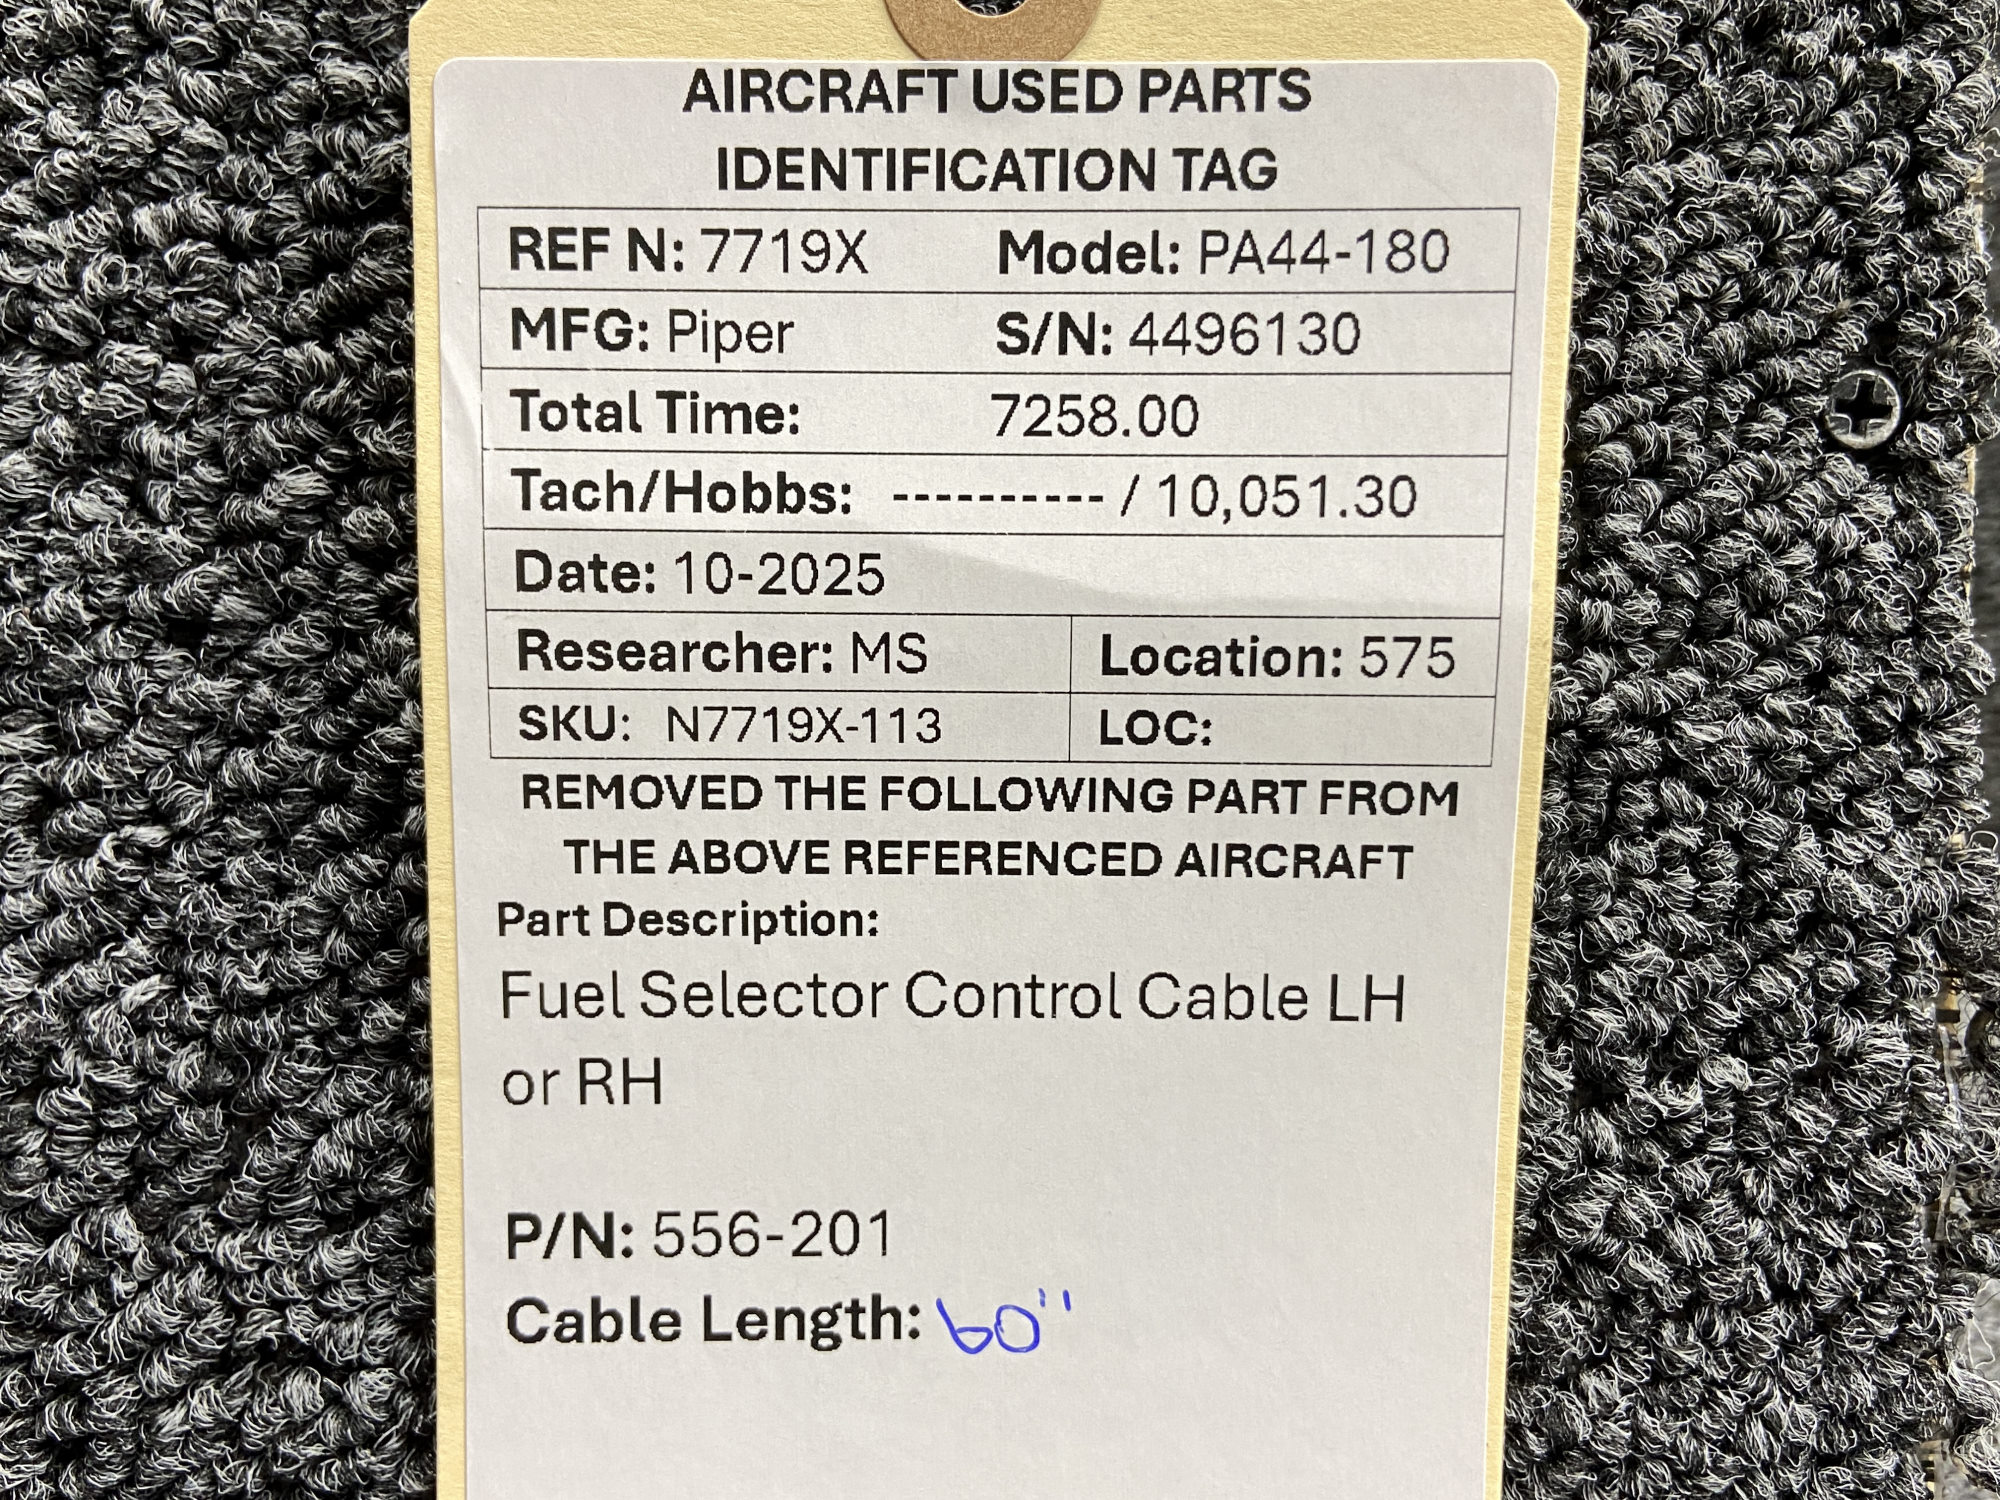 AIRCRAFT USED PARTS
IDENTIFICATION TAG
REF N: 7719X Model: PA44-180
MFG: Piper S/N: 4496130
Total Time: 7258.00
Tach/Hobbs: ---------- / 10,051.30
Date: 10-2025
Researcher: MS Location: 575
SKU: N7719X-113 LOC:
REMOVED THE FOLLOWING PART FROM
THE ABOVE REFERENCED AIRCRAFT
Part Description:
Fuel Selector Control Cable LH
or RH
P/N: 556-201
Cable Length: 60"